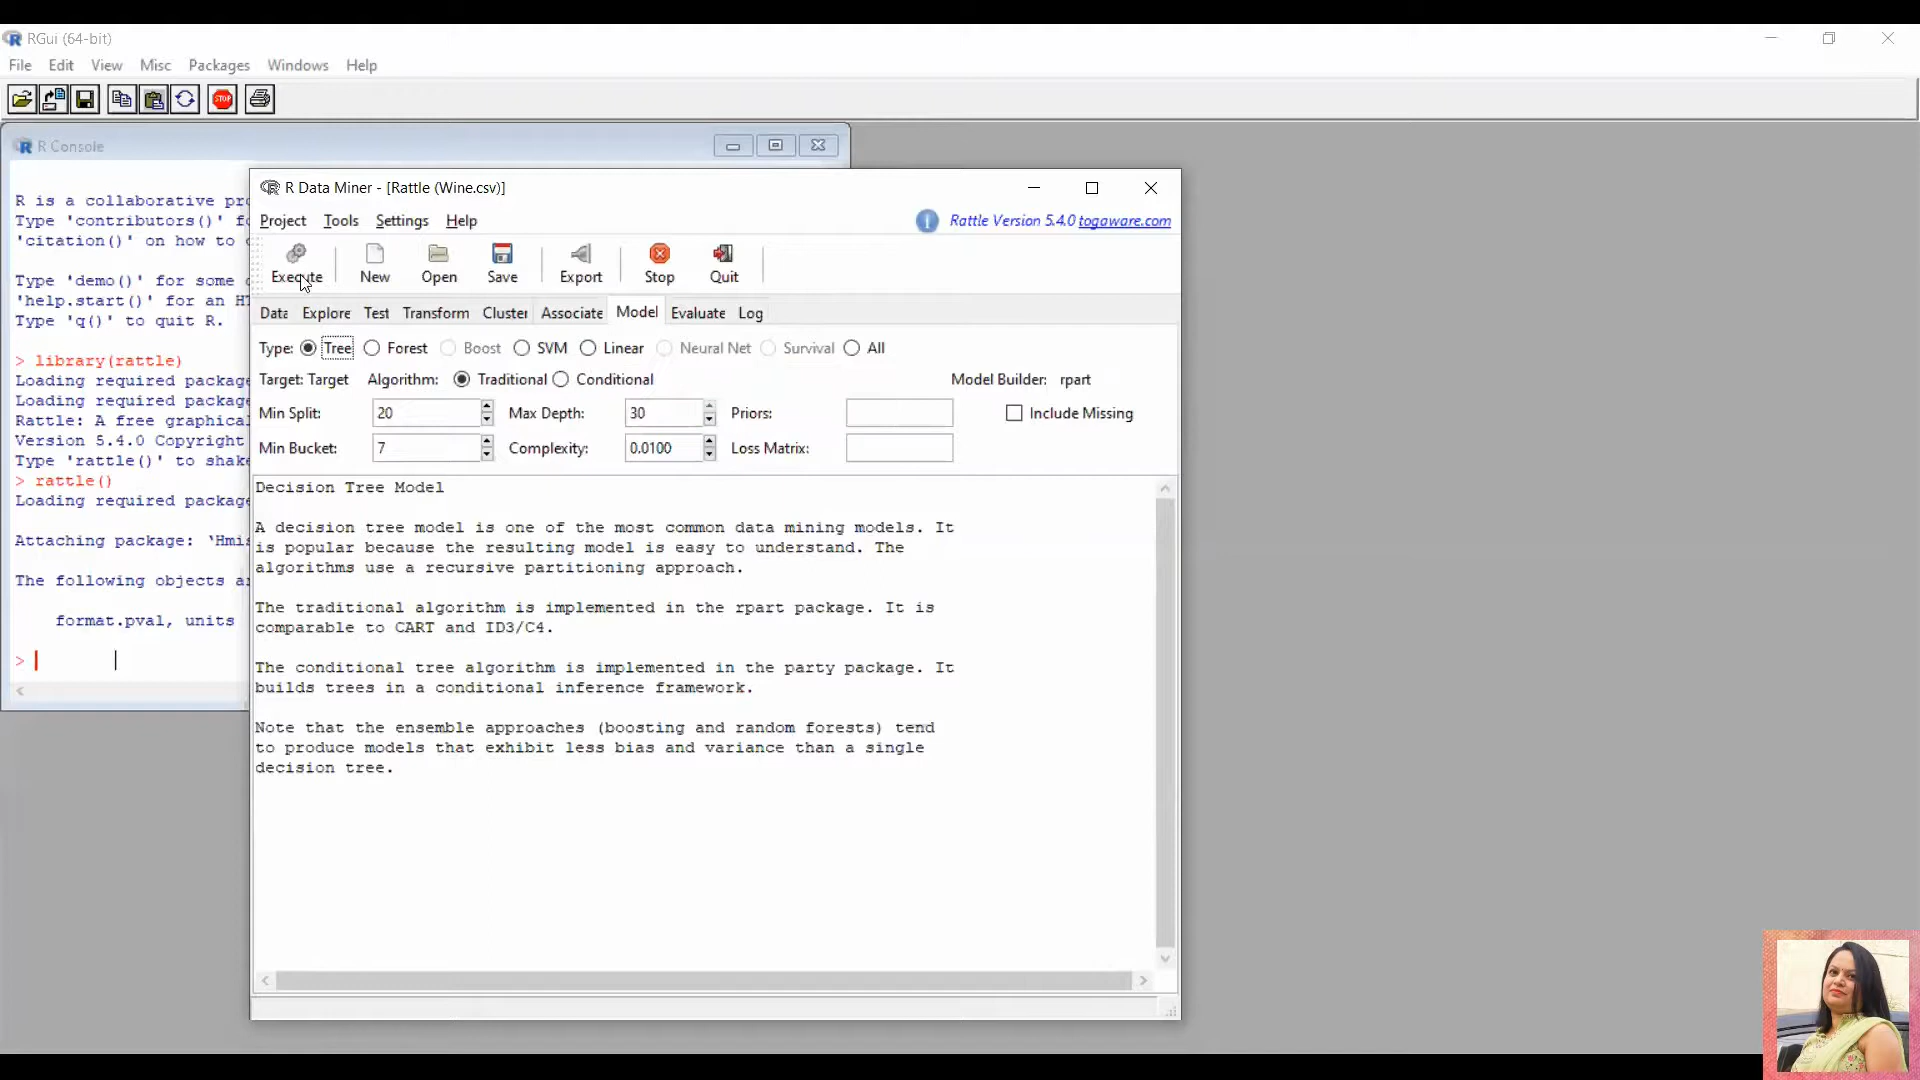 RGui (64-bit)
File Edit View Misc Packages Windows Help
STOP
R Console
R is a collaborative pro
Type 'contributors()' fo
'citation()' on how to
Type 'demo()' for some
'help.start()' for an HT
Type 'q()' to quit R.
> library(rattle)
Loading required package
Loading required package
Rattle: A free graphical
Version 5.4.0 Copyright
Type 'rattle()' to shake
> rattle()
Loading required package
Attaching package: ‘Hmis
The following objects a
format.pval, units
>
R Data Miner - [Rattle (Wine.csv)]
Project Tools Settings Help
Rattle Version 5.4.0 togaware.com
Execute New Open Save Export Stop Quit
Data Explore Test Transform Cluster Associate Model Evaluate Log
Type: Tree Forest Boost SVM Linear Neural Net Survival All
Target: Target Algorithm: Traditional Conditional Model Builder: rpart
Min Split: 20 Max Depth: 30 Priors: Include Missing
Min Bucket: 7 Complexity: 0.0100 Loss Matrix:
Decision Tree Model
A decision tree model is one of the most common data mining models. It
is popular because the resulting model is easy to understand. The
algorithms use a recursive partitioning approach.
The traditional algorithm is implemented in the rpart package. It is
comparable to CART and ID3/C4.
The conditional tree algorithm is implemented in the party package. It
builds trees in a conditional inference framework.
Note that the ensemble approaches (boosting and random forests) tend
to produce models that exhibit less bias and variance than a single
decision tree.